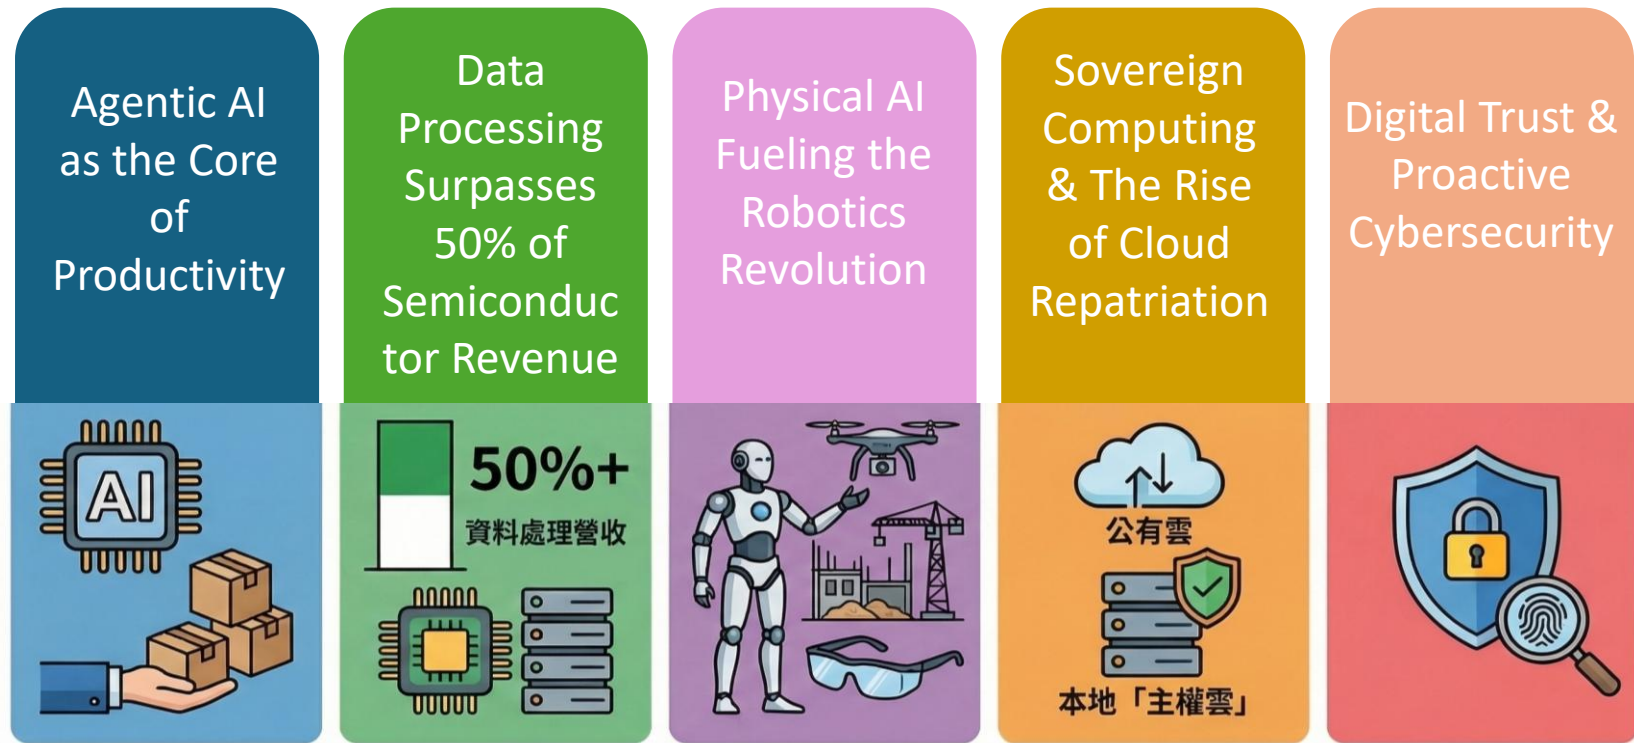 Agentic AI
as the Core
of
Productivity
Data
Processing
Surpasses
50% of
Semiconduc
tor Revenue
Physical AI
Fueling the
Robotics
Revolution
Sovereign
Computing
& The Rise
of Cloud
Repatriation
Digital Trust &
Proactive
Cybersecurity
AI
50%+
資料處理營收
公有雲
本地「主權雲」